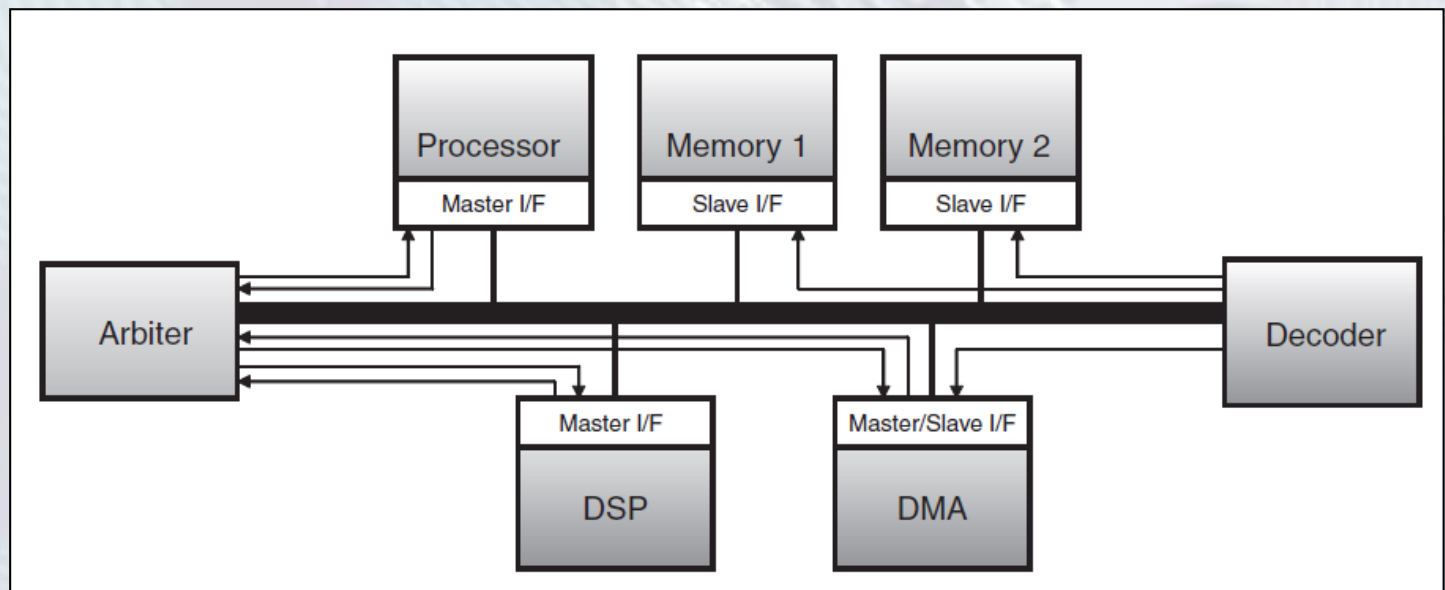 Processor
Master I/F
Memory 1
Slave I/F
Memory 2
Slave I/F
Arbiter
Decoder
Master I/F
DSP
Master/Slave I/F
DMA